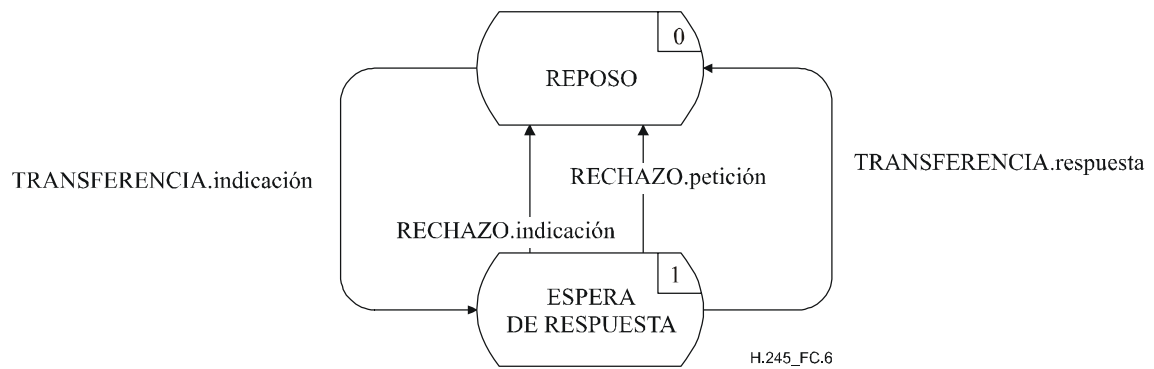 0
REPOSO
TRANSFERENCIA.indicación
TRANSFERENCIA.respuesta
RECHAZO.petición
RECHAZO.indicación
1
ESPERA
DE RESPUESTA
H.245_FC.6